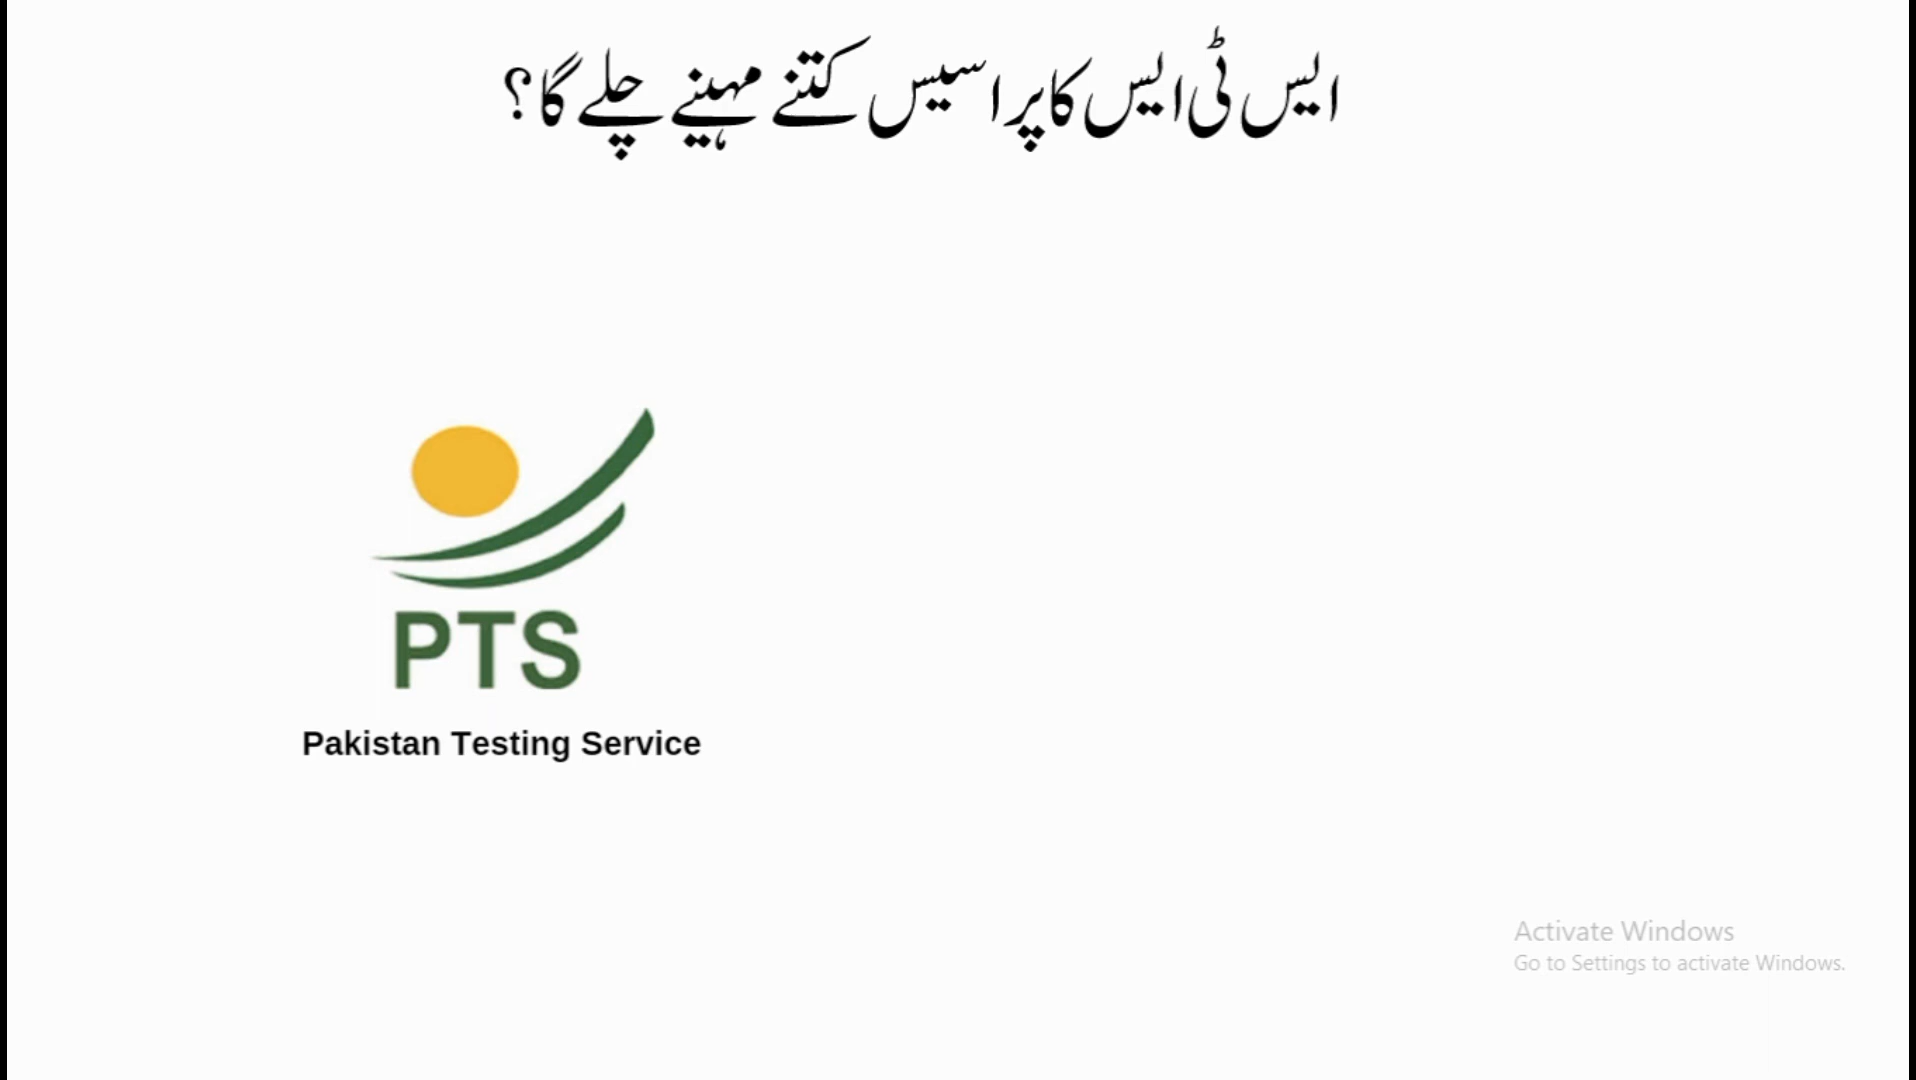 ایس ٹی ایس کا پراسیس کتنے مہینے چلے گا؟
PTS
Pakistan Testing Service
Activate Windows
Go to Settings to activate Windows.